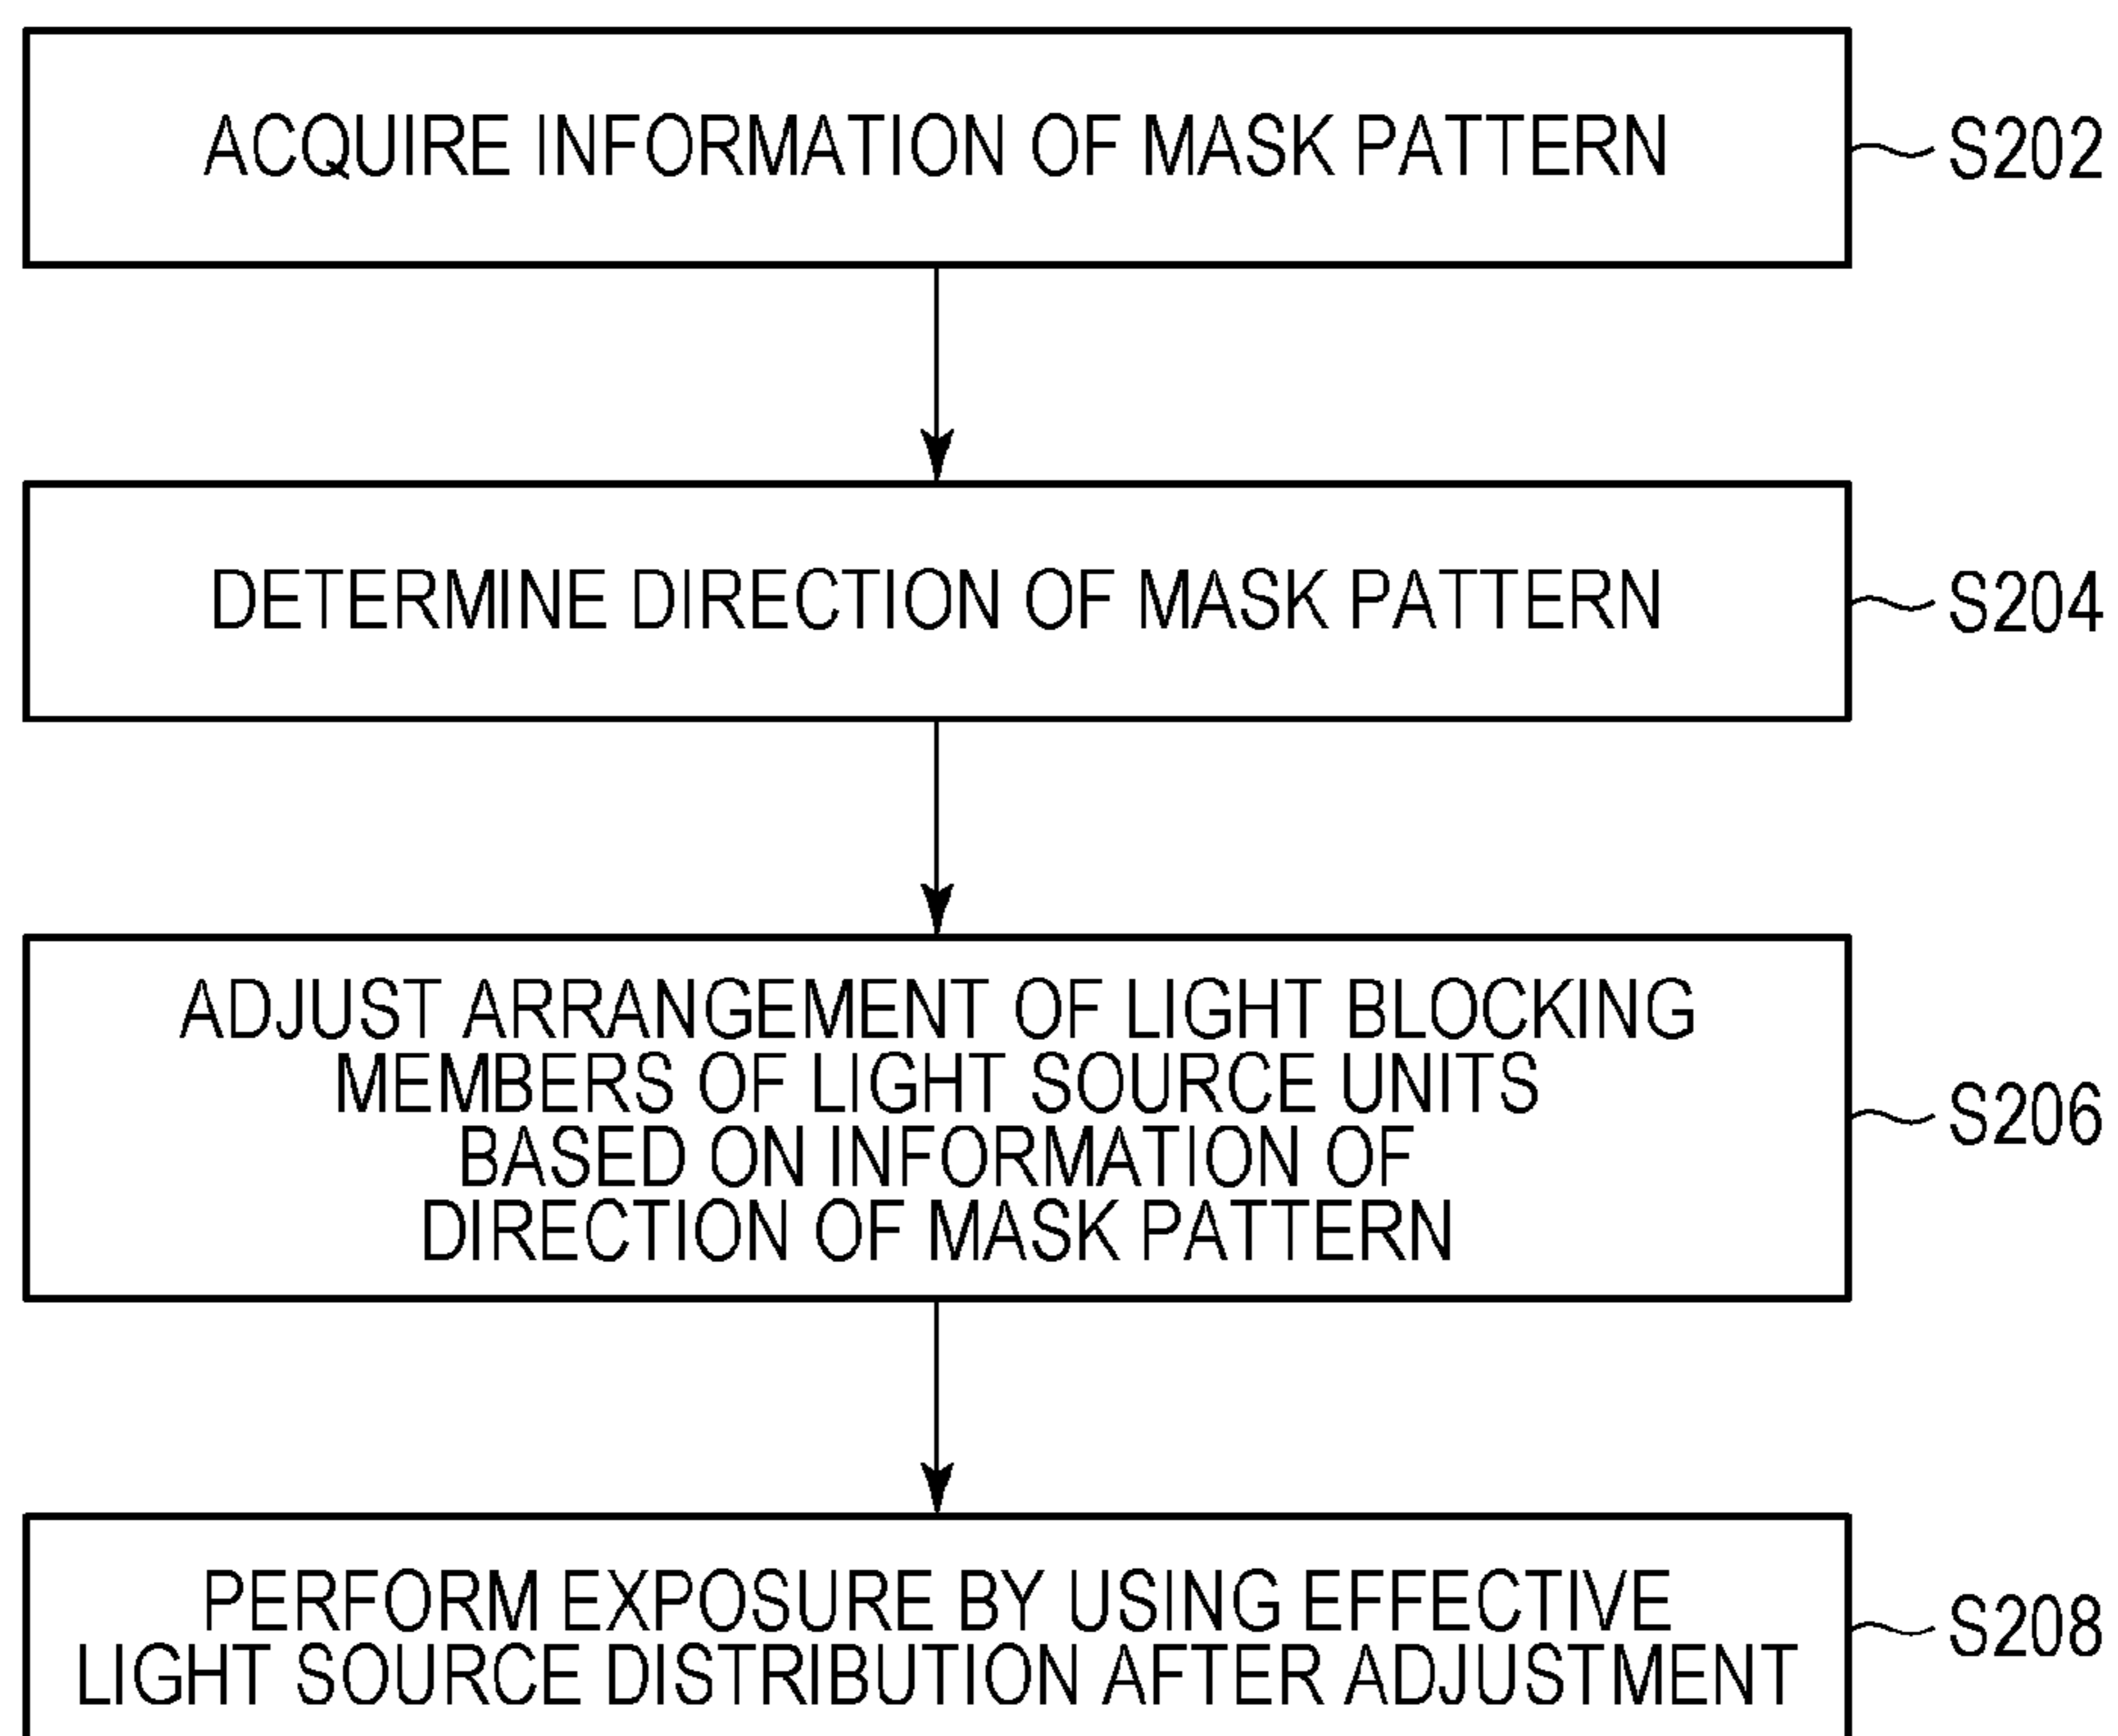 ACQUIRE INFORMATION OF MASK PATTERN
S202
DETERMINE DIRECTION OF MASK PATTERN
S204
ADJUST ARRANGEMENT OF LIGHT BLOCKING
MEMBERS OF LIGHT SOURCE UNITS
BASED ON INFORMATION OF
DIRECTION OF MASK PATTERN
S206
PERFORM EXPOSURE BY USING EFFECTIVE
LIGHT SOURCE DISTRIBUTION AFTER ADJUSTMENT
S208